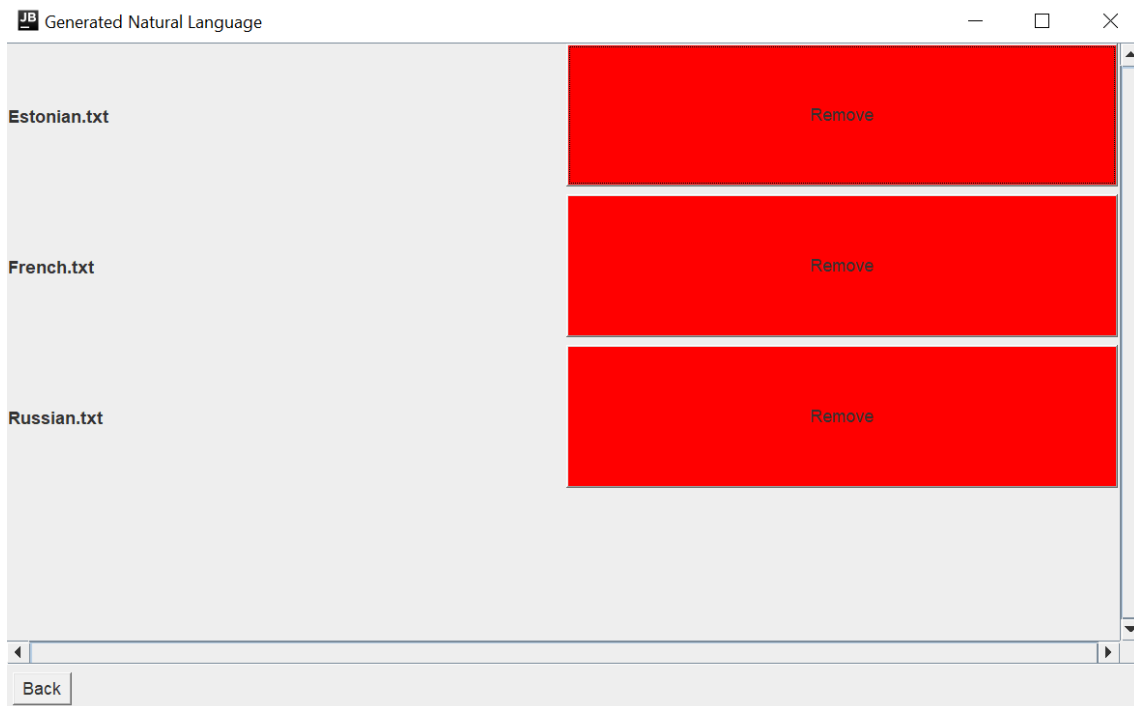 JB Generated Natural Language
Estonian.txt Remove
French.txt Remove
Russian.txt Remove
Back